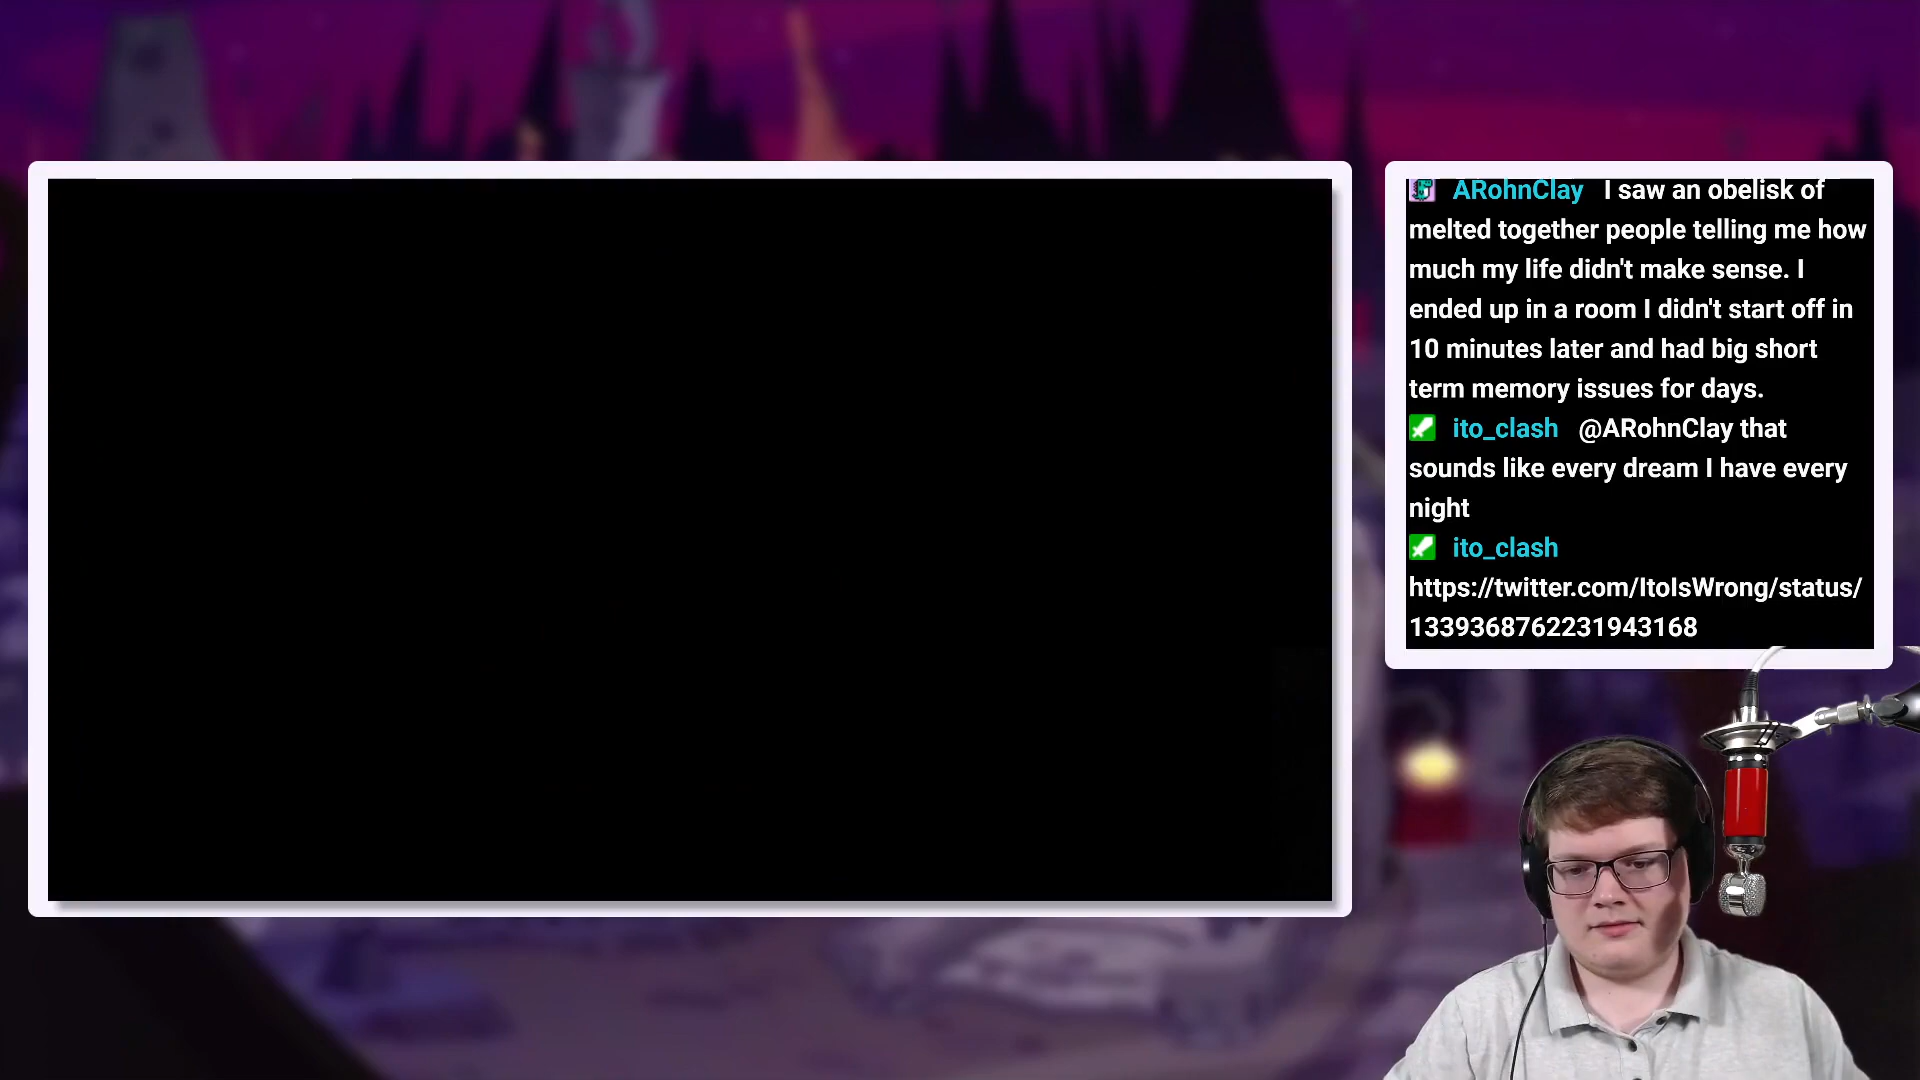 ARohnClay I saw an obelisk of
melted together people telling me how
much my life didn't make sense. I
ended up in a room I didn't start off in
10 minutes later and had big short
term memory issues for days.
ito_clash @ARohnClay that
sounds like every dream I have every
night
ito_clash
https://twitter.com/ItoIsWrong/status/
1339368762231943168